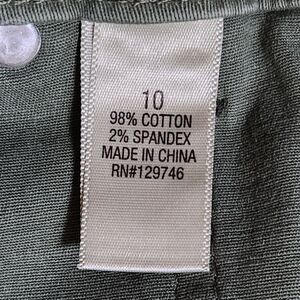 10
98% COTTON
2% SPANDEX
MADE IN CHINA
RN#129746